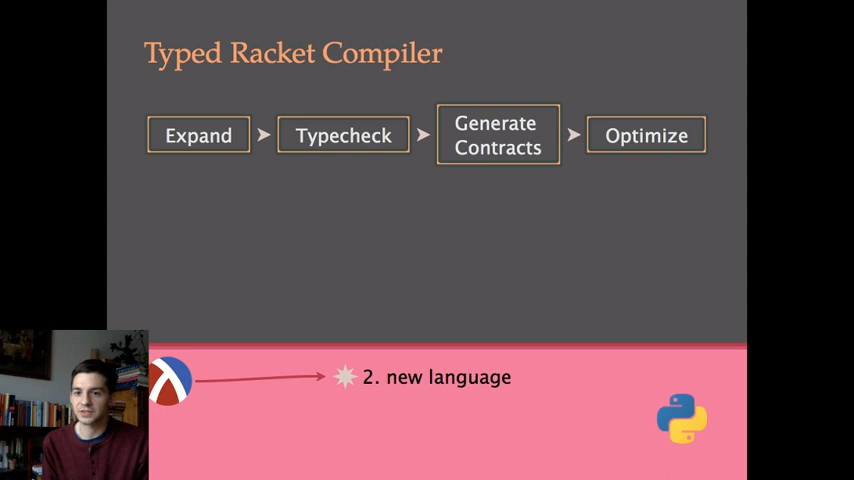 Typed Racket Compiler
Expand
Typecheck
Generate
Contracts
Optimize
2. new language